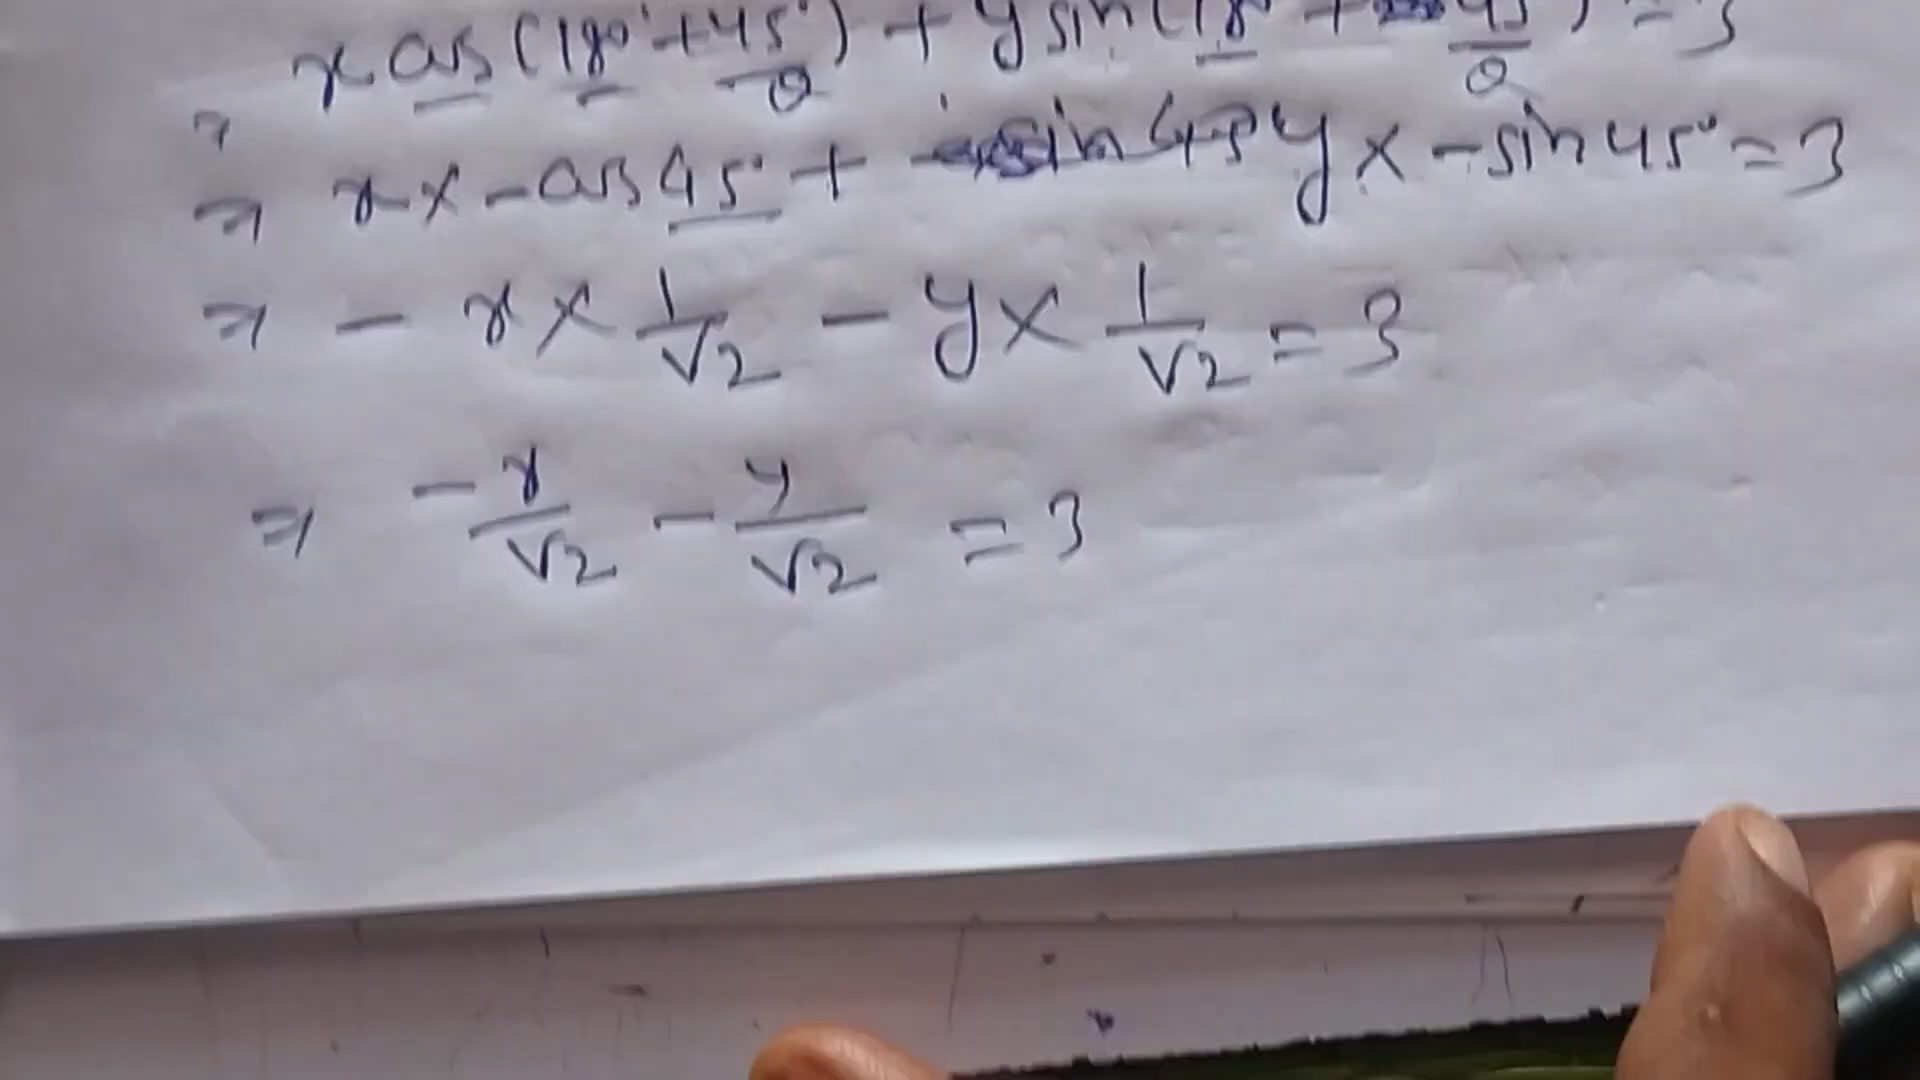 x cos (180° + 45°) + y sin (180° + 45°) = 3
θ θ
⇒ x × - cos 45° + y × - sin 45° = 3
⇒ - x × 1/√2 - y × 1/√2 = 3
⇒ -x/√2 - y/√2 = 3